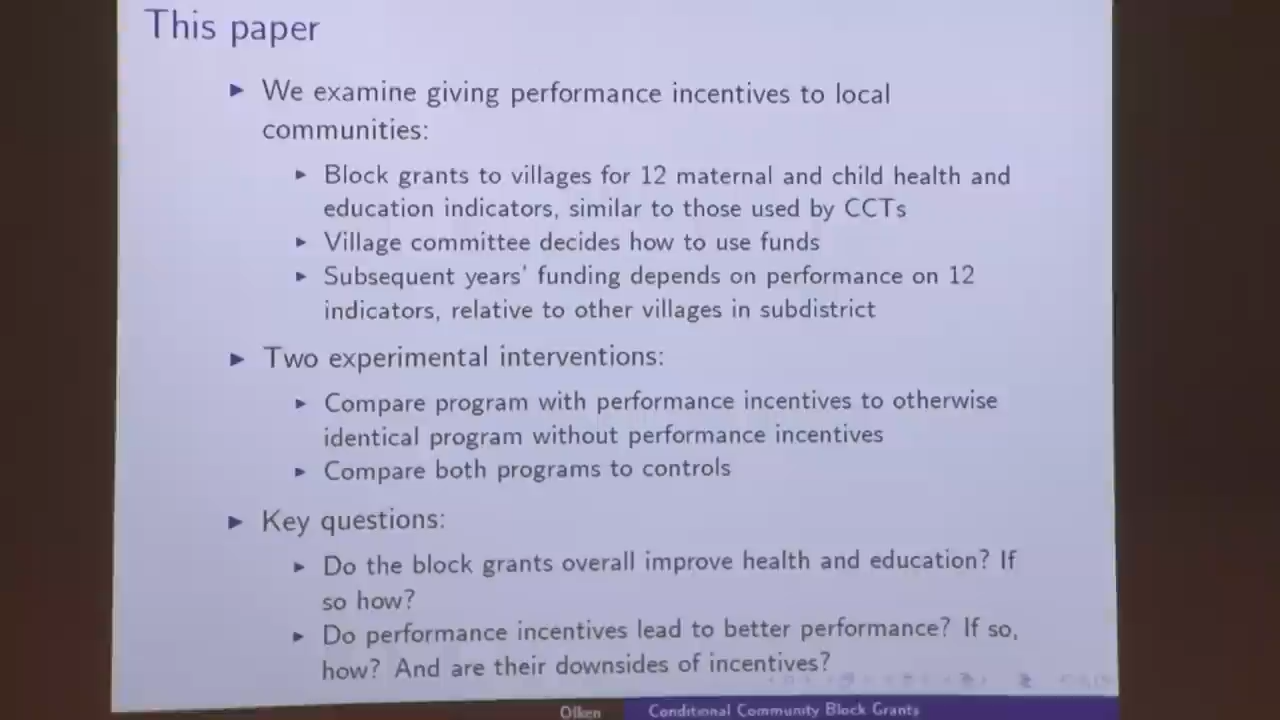 This paper
We examine giving performance incentives to local
communities:
Block grants to villages for 12 maternal and child health and
education indicators, similar to those used by CCTs
Village committee decides how to use funds
Subsequent years' funding depends on performance on 12
indicators, relative to other villages in subdistrict
Two experimental interventions:
Compare program with performance incentives to otherwise
identical program without performance incentives
Compare both programs to controls
Key questions:
Do the block grants overall improve health and education? If
so how?
Do performance incentives lead to better performance? If so,
how? And are their downsides of incentives?
Olken Conditional Community Block Grants